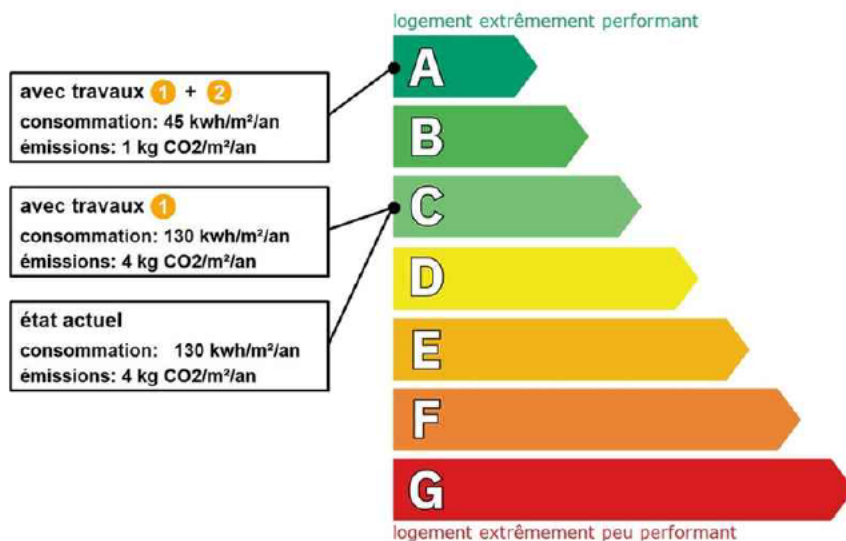 logement extrêmement performant
avec travaux 1 + 2
consommation: 45 kwh/m²/an
émissions: 1 kg CO2/m²/an
avec travaux 1
consommation: 130 kwh/m²/an
émissions: 4 kg CO2/m²/an
état actuel
consommation: 130 kwh/m²/an
émissions: 4 kg CO2/m²/an
A
B
C
D
E
F
G
logement extrêmement peu performant